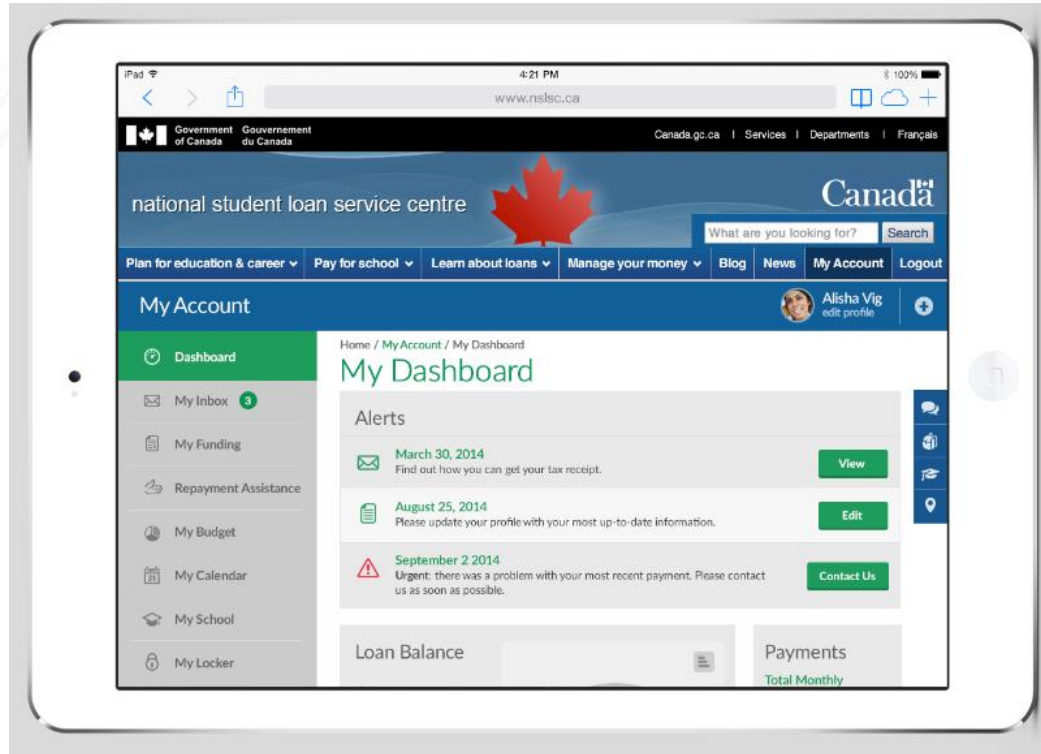 iPad 4:21 PM 100%
www.nslsc.ca
Government Gouvernement
of Canada du Canada
Canada.gc.ca | Services | Departments | Français
national student loan service centre
Canada
What are you looking for? Search
Plan for education & career Pay for school Learn about loans Manage your money Blog News My Account Logout
My Account
Alisha Vig
edit profile
Dashboard
My Inbox 3
My Funding
Repayment Assistance
My Budget
My Calendar
My School
My Locker
Home / My Account / My Dashboard
My Dashboard
Alerts
March 30, 2014
Find out how you can get your tax receipt.
View
August 25, 2014
Please update your profile with your most up-to-date information.
Edit
September 2 2014
Urgent: there was a problem with your most recent payment. Please contact
us as soon as possible.
Contact Us
Loan Balance
Payments
Total Monthly